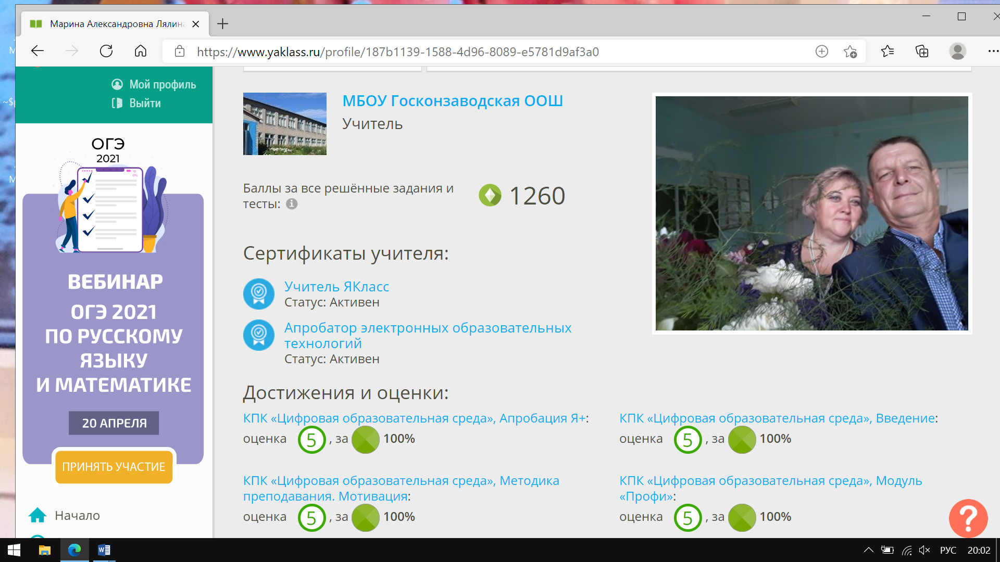 Марина Александровна Лялина
https://www.yaklass.ru/profile/187b1139-1588-4d96-8089-e5781d9af3a0
Мой профиль
Выйти
ОГЭ
2021
ВЕБИНАР
ОГЭ 2021
ПО РУССКОМУ
ЯЗЫКУ
И МАТЕМАТИКЕ
20 АПРЕЛЯ
ПРИНЯТЬ УЧАСТИЕ
Начало
МБОУ Госконзаводская ООШ
Учитель
Баллы за все решённые задания и
тесты:
1260
Сертификаты учителя:
Учитель ЯКласс
Статус: Активен
Апробатор электронных образовательных
технологий
Статус: Активен
Достижения и оценки:
КПК «Цифровая образовательная среда», Апробация Я+:
оценка 5 , за 100%
КПК «Цифровая образовательная среда», Введение:
оценка 5 , за 100%
КПК «Цифровая образовательная среда», Методика
преподавания. Мотивация:
оценка 5 , за 100%
КПК «Цифровая образовательная среда», Модуль
«Профи»:
оценка 5 , за 100%
?
РУС
20:02